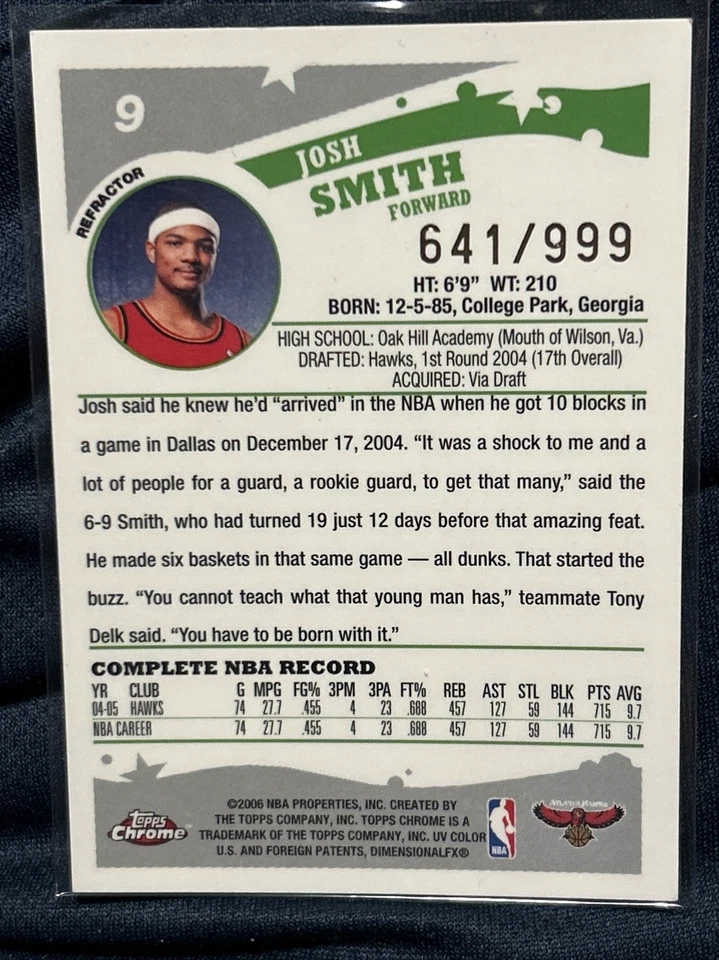 9
REFRACTOR
JOSH
SMITH
FORWARD
641/999
HT: 6'9" WT: 210
BORN: 12-5-85, College Park, Georgia
HIGH SCHOOL: Oak Hill Academy (Mouth of Wilson, Va.)
DRAFTED: Hawks, 1st Round 2004 (17th Overall)
ACQUIRED: Via Draft
Josh said he knew he'd "arrived" in the NBA when he got 10 blocks in
a game in Dallas on December 17, 2004. "It was a shock to me and a
lot of people for a guard, a rookie guard, to get that many," said the
6-9 Smith, who had turned 19 just 12 days before that amazing feat.
He made six baskets in that same game — all dunks. That started the
buzz. "You cannot teach what that young man has," teammate Tony
Delk said. "You have to be born with it."
COMPLETE NBA RECORD
YR CLUB G MPG FG% 3PM 3PA FT% REB AST STL BLK PTS AVG
04-05 HAWKS 74 27.7 .455 4 23 .688 457 127 59 144 715 9.7
NBA CAREER 74 27.7 .455 4 23 .688 457 127 59 144 715 9.7
Topps
Chrome
©2006 NBA PROPERTIES, INC. CREATED BY
THE TOPPS COMPANY, INC. TOPPS CHROME IS A
TRADEMARK OF THE TOPPS COMPANY, INC. UV COLOR
U.S. AND FOREIGN PATENTS, DIMENSIONALFX®
NBA
ATLANTA HAWKS